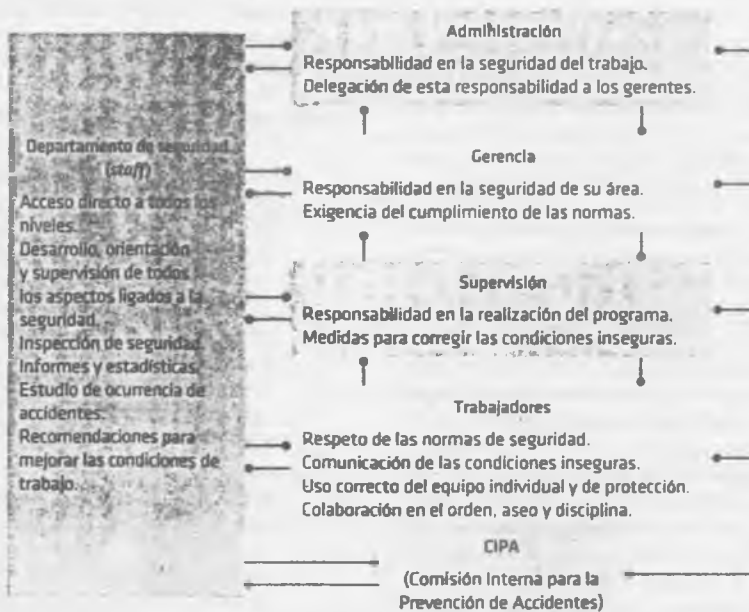 Departamento de seguridad
(staff)
Acceso directo a todos los
niveles.
Desarrollo, orientación
y supervisión de todos
los aspectos ligados a la
seguridad.
Inspección de seguridad.
Informes y estadísticas.
Estudio de ocurrencia de
accidentes.
Recomendaciones para
mejorar las condiciones de
trabajo.
Administración
Responsabilidad en la seguridad del trabajo.
Delegación de esta responsabilidad a los gerentes.
Gerencia
Responsabilidad en la seguridad de su área.
Exigencia del cumplimiento de las normas.
Supervisión
Responsabilidad en la realización del programa.
Medidas para corregir las condiciones inseguras.
Trabajadores
Respeto de las normas de seguridad.
Comunicación de las condiciones inseguras.
Uso correcto del equipo individual y de protección.
Colaboración en el orden, aseo y disciplina.
CIPA
(Comisión Interna para la
Prevención de Accidentes)